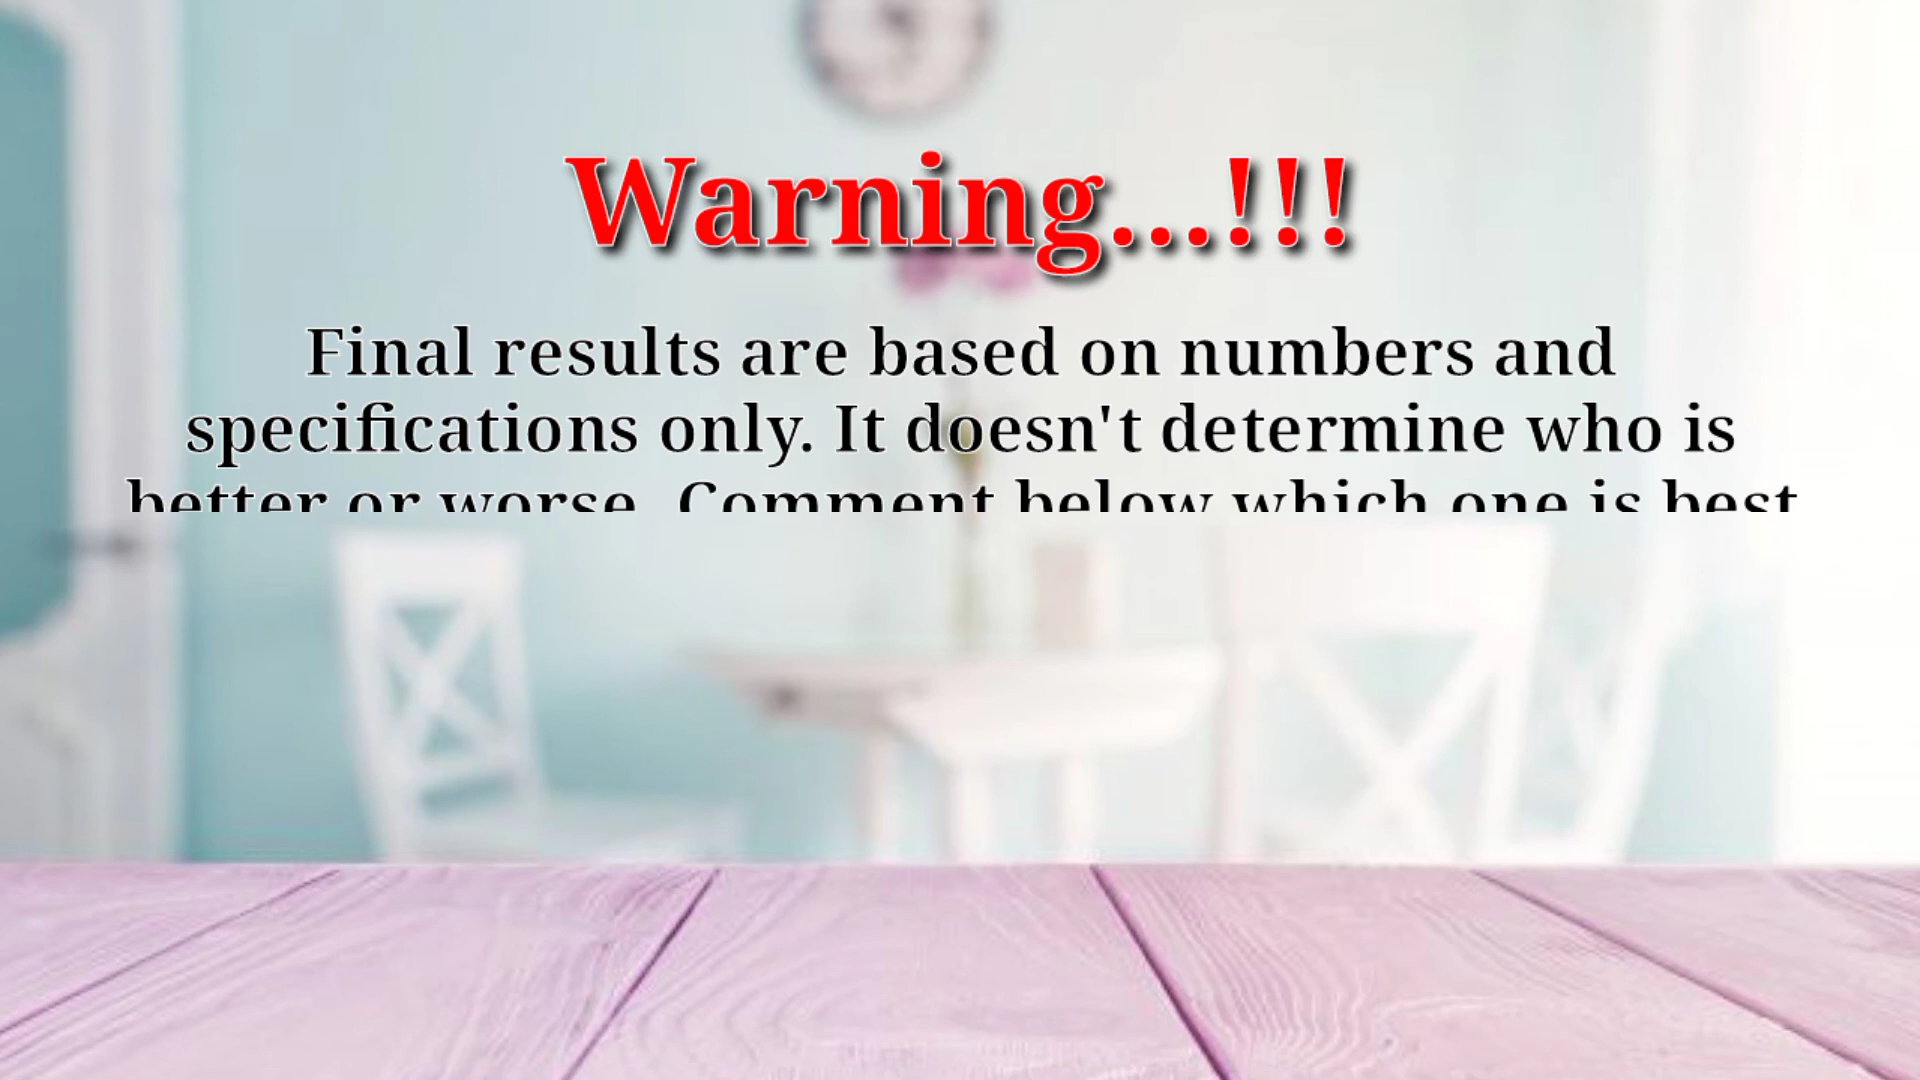 Warning...!!!
Final results are based on numbers and
specifications only. It doesn't determine who is
better or worse. Comment below which one is best